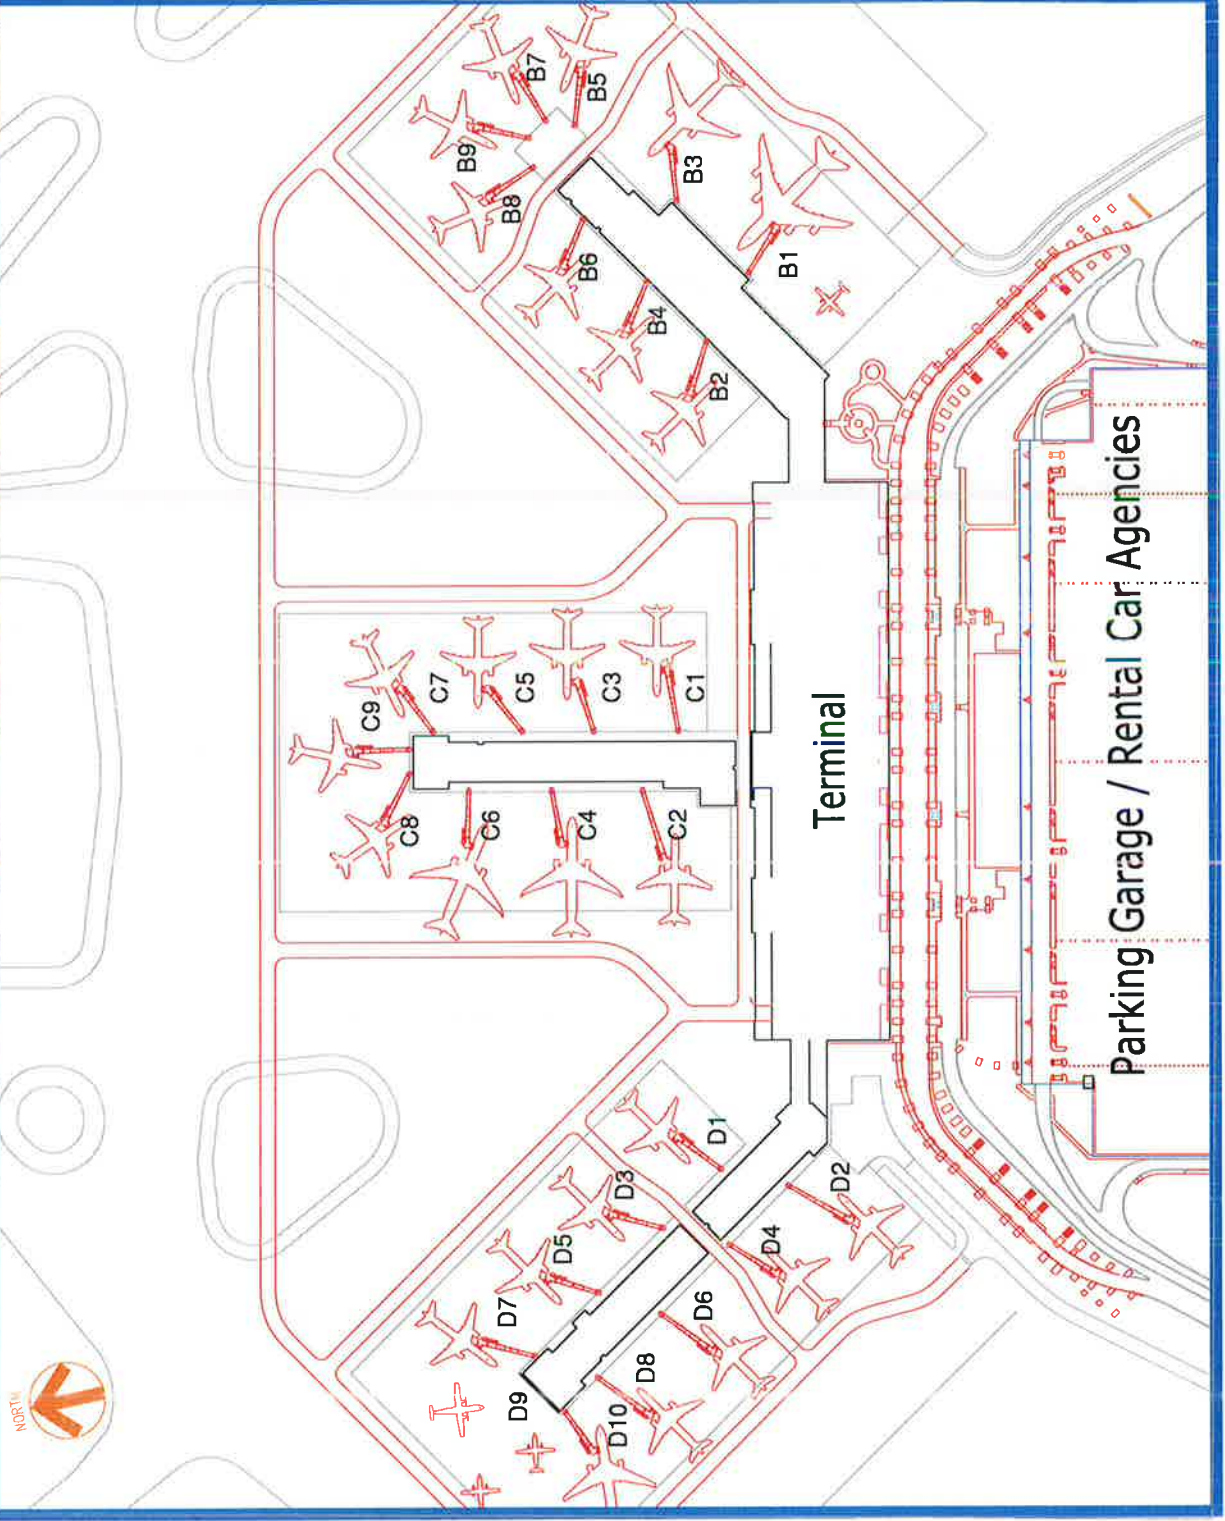 NORTH
B7
B5
B9
B8
B3
B6
B1
B4
B2
C9
C7
C5
C3
C1
C8
C6
C4
C2
Terminal
Parking Garage / Rental Car Agencies
D1
D3
D2
D5
D4
D7
D6
D9
D8
D10